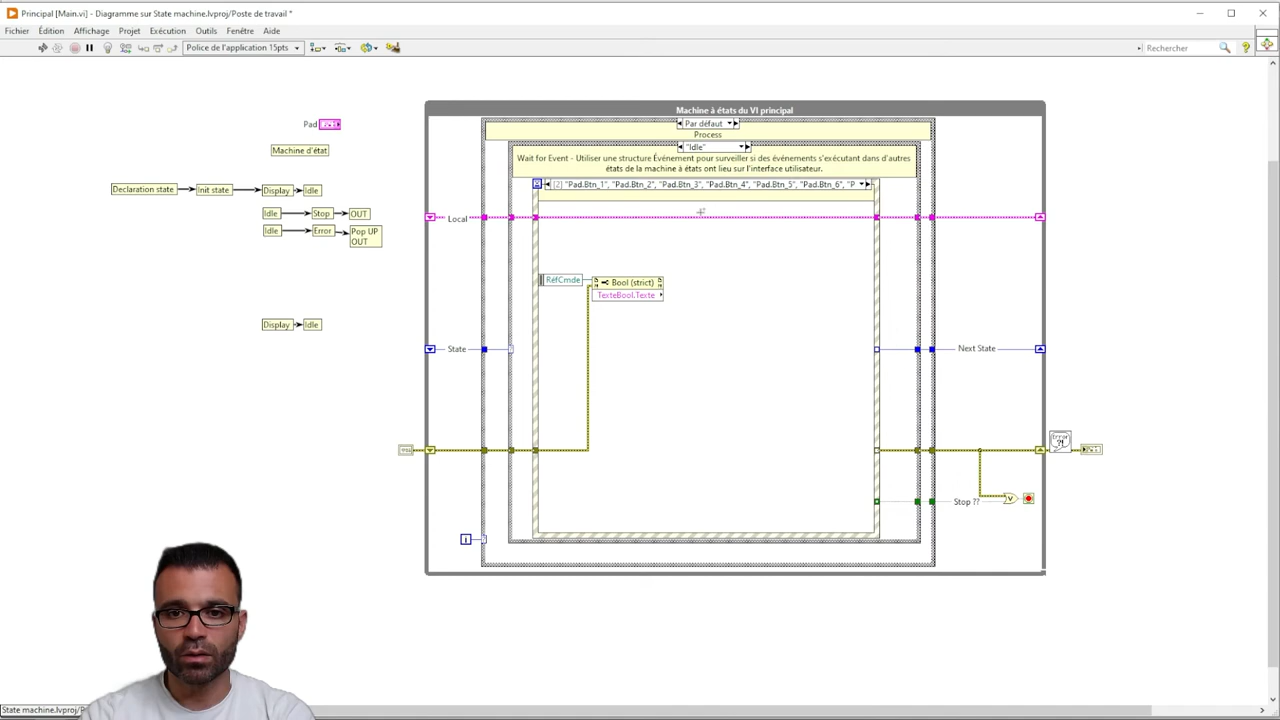 Principal [Main.vi] - Diagramme sur State machine.lvproj/Poste de travail *
Fichier Édition Affichage Projet Exécution Outils Fenêtre Aide
Police de l'application 15pts
Rechercher
Machine à états du VI principal
Par défaut
Process
"Idle"
Wait for Event - Utiliser une structure Événement pour surveiller si des événements s'exécutant dans d'autres
états de la machine à états ont lieu sur l'interface utilisateur.
[2] "Pad.Btn_1", "Pad.Btn_2", "Pad.Btn_3", "Pad.Btn_4", "Pad.Btn_5", "Pad.Btn_6", "P
Pad
Machine d'état
Declaration state
Init state
Display
Idle
Idle
Stop
OUT
Idle
Error
Pop UP
OUT
Display
Idle
Local
RéfCmde
Bool (strict)
TexteBool.Texte
State
Next State
Error
?!
Stop ??
i
State machine.lvproj/P